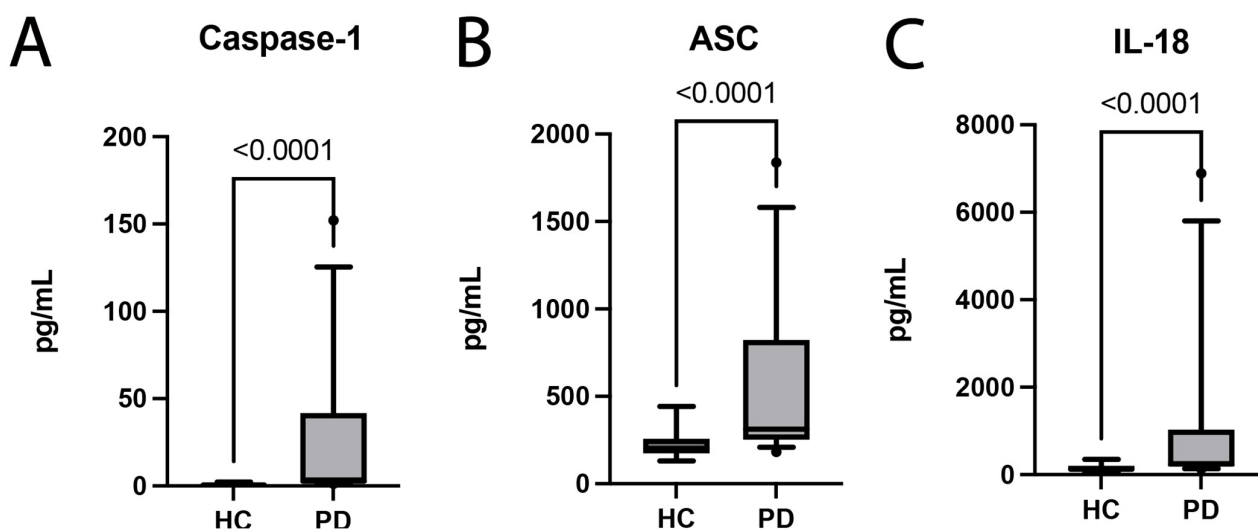 A
Caspase-1
<0.0001
200
150
100
50
0
pg/mL
HC
PD
B
ASC
<0.0001
2000
1500
1000
500
0
pg/mL
HC
PD
C
IL-18
<0.0001
8000
6000
4000
2000
0
pg/mL
HC
PD